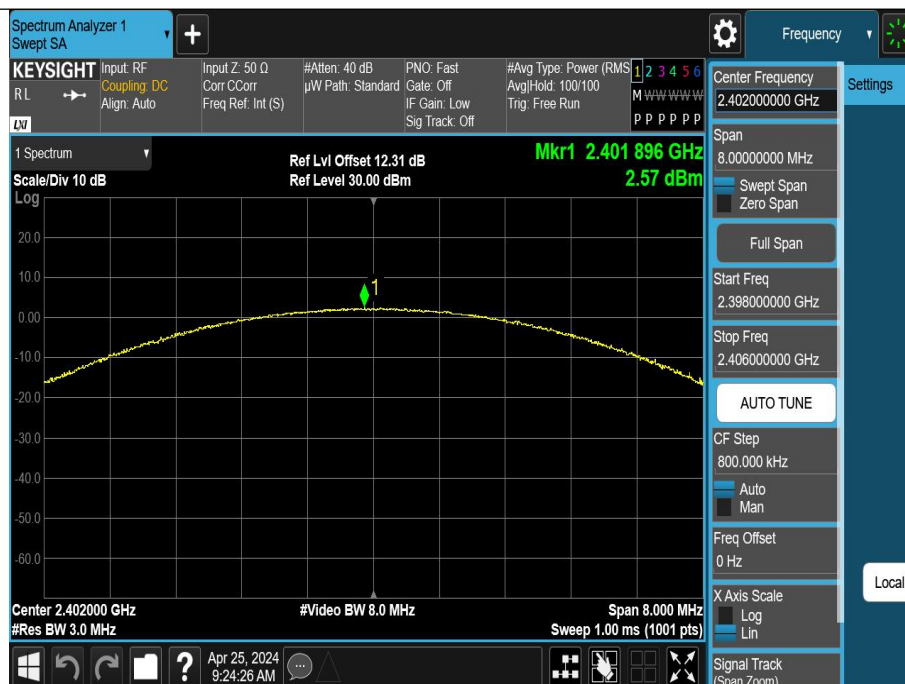 Spectrum Analyzer 1
Swept SA
+
Frequency
KEYSIGHT
RL
LXI
Input: RF
Coupling: DC
Align: Auto
Input Z: 50 Ω
Corr CCorr
Freq Ref: Int (S)
#Atten: 40 dB
µW Path: Standard
PNO: Fast
Gate: Off
IF Gain: Low
Sig Track: Off
#Avg Type: Power (RMS
Avg|Hold: 100/100
Trig: Free Run
1 2 3 4 5 6
M W W W W W
P P P P P P
1 Spectrum
Scale/Div 10 dB
Log
Ref Lvl Offset 12.31 dB
Ref Level 30.00 dBm
Mkr1 2.401 896 GHz
2.57 dBm
20.0
10.0
1
0.00
-10.0
-20.0
-30.0
-40.0
-50.0
-60.0
Center 2.402000 GHz
#Res BW 3.0 MHz
#Video BW 8.0 MHz
Span 8.000 MHz
Sweep 1.00 ms (1001 pts)
Apr 25, 2024
9:24:26 AM
?
Center Frequency
2.402000000 GHz
Settings
Span
8.00000000 MHz
Swept Span
Zero Span
Full Span
Start Freq
2.398000000 GHz
Stop Freq
2.406000000 GHz
AUTO TUNE
CF Step
800.000 kHz
Auto
Man
Freq Offset
0 Hz
X Axis Scale
Log
Lin
Local
Signal Track
(Span Zoom)